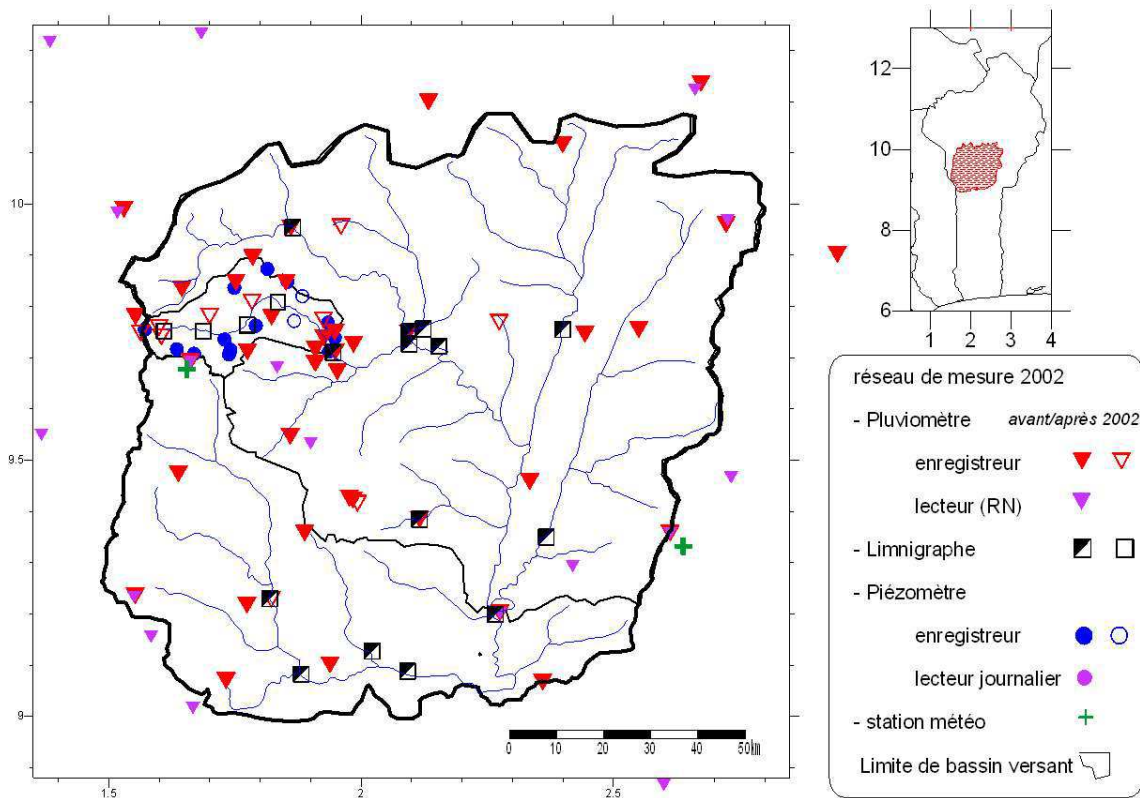 10
9.5
9
1.5
2
2.5
0
10
20
30
40
50
km
12
10
8
6
0
1
2
3
4
réseau de mesure 2002
- Pluviomètre avant/après 2002
enregistreur
lecteur (RN)
- Limnigraphe
- Piézomètre
enregistreur
lecteur journalier
- station météo
Limite de bassin versant